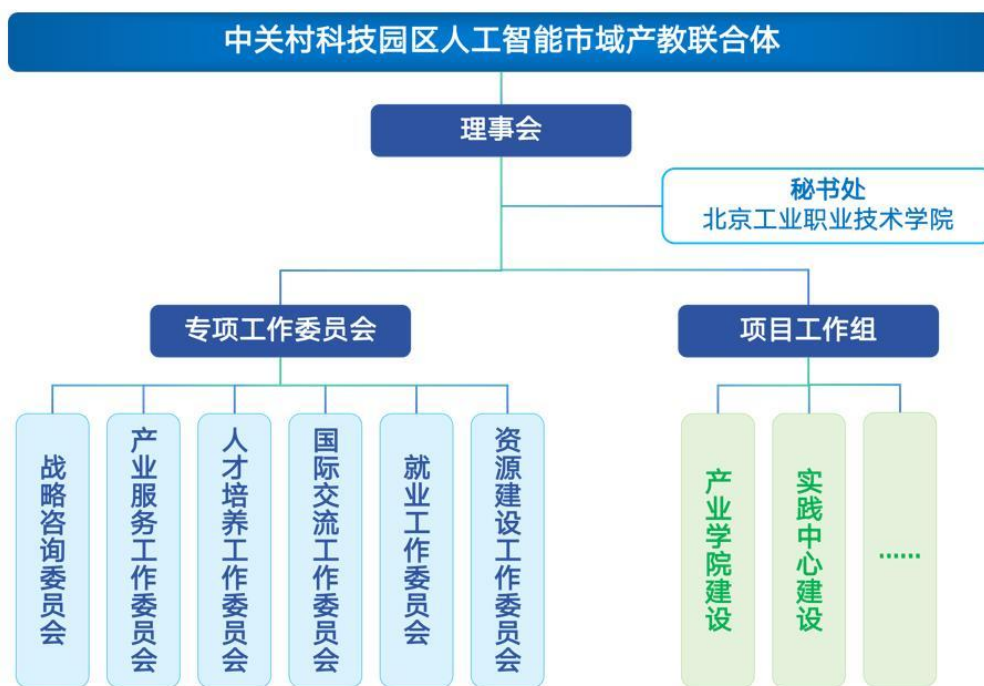 中关村科技园区人工智能市域产教联合体
理事会
秘书处
北京工业职业技术学院
专项工作委员会
项目工作组
战略咨询委员会
产业服务工作委员会
人才培养工作委员会
国际交流工作委员会
就业工作委员会
资源建设工作委员会
产业学院建设
实践中心建设
……